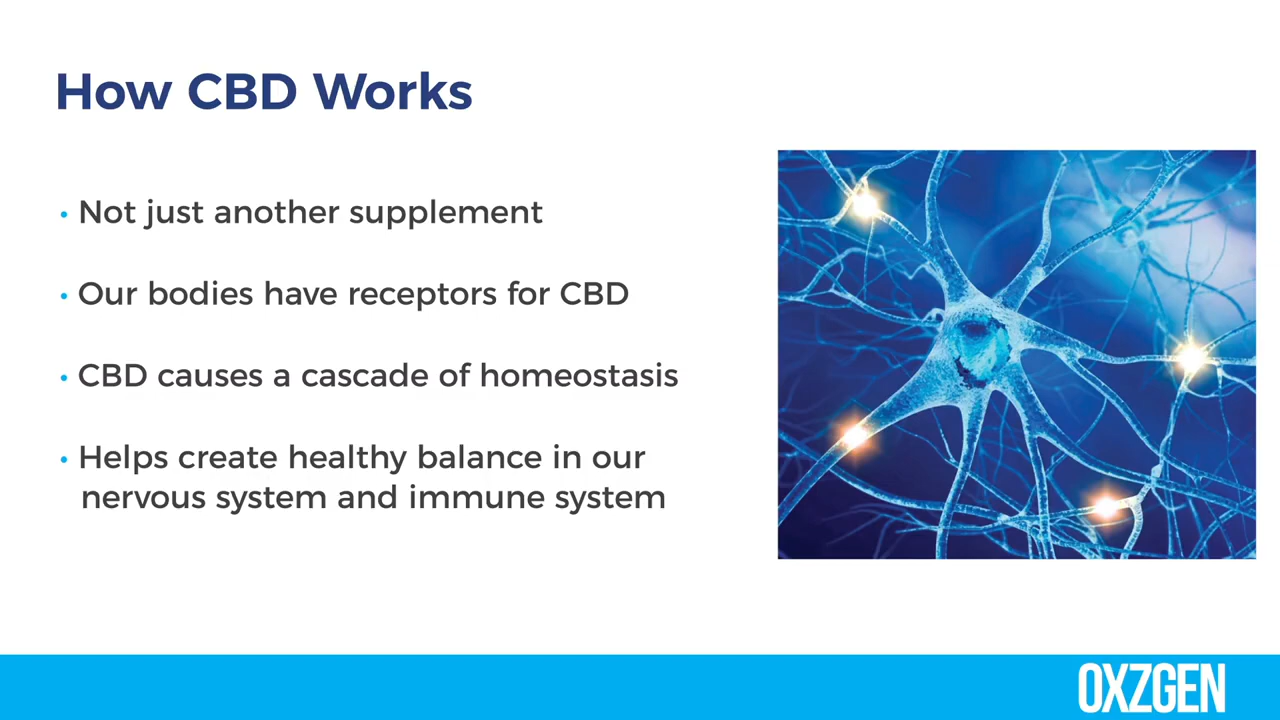 How CBD Works
• Not just another supplement
• Our bodies have receptors for CBD
• CBD causes a cascade of homeostasis
• Helps create healthy balance in our
nervous system and immune system
OXZGEN